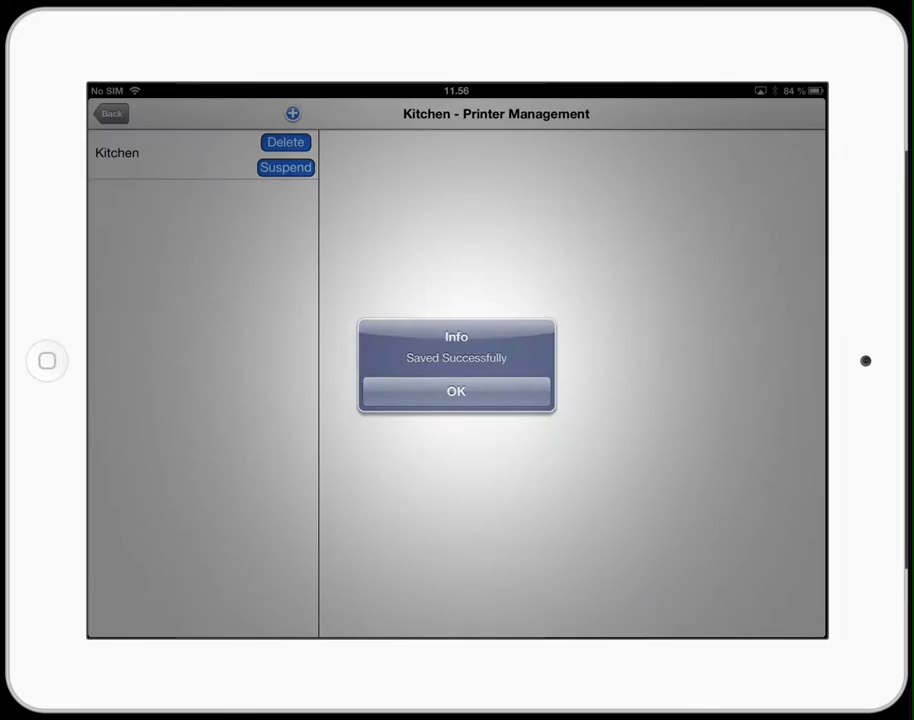 No SIM 11.56 84 %
Back Kitchen - Printer Management
Kitchen
Delete
Suspend
Info
Saved Successfully
OK